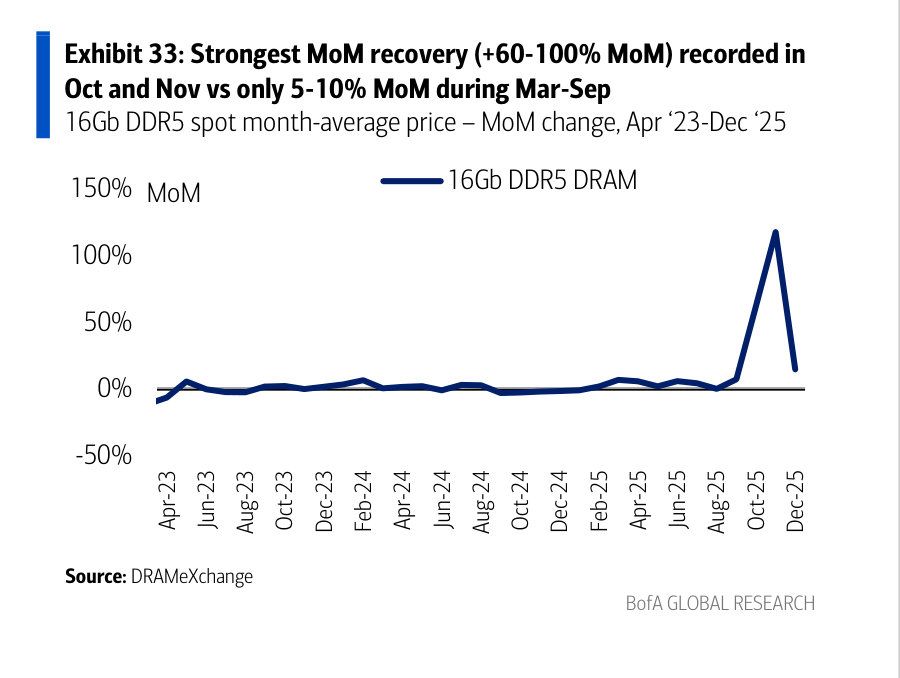 Exhibit 33: Strongest MoM recovery (+60-100% MoM) recorded in
Oct and Nov vs only 5-10% MoM during Mar-Sep
16Gb DDR5 spot month-average price – MoM change, Apr ‘23-Dec ‘25
150%
MoM
16Gb DDR5 DRAM
100%
50%
0%
-50%
Apr-23
Jun-23
Aug-23
Oct-23
Dec-23
Feb-24
Apr-24
Jun-24
Aug-24
Oct-24
Dec-24
Feb-25
Apr-25
Jun-25
Aug-25
Oct-25
Dec-25
Source: DRAMeXchange
BofA GLOBAL RESEARCH